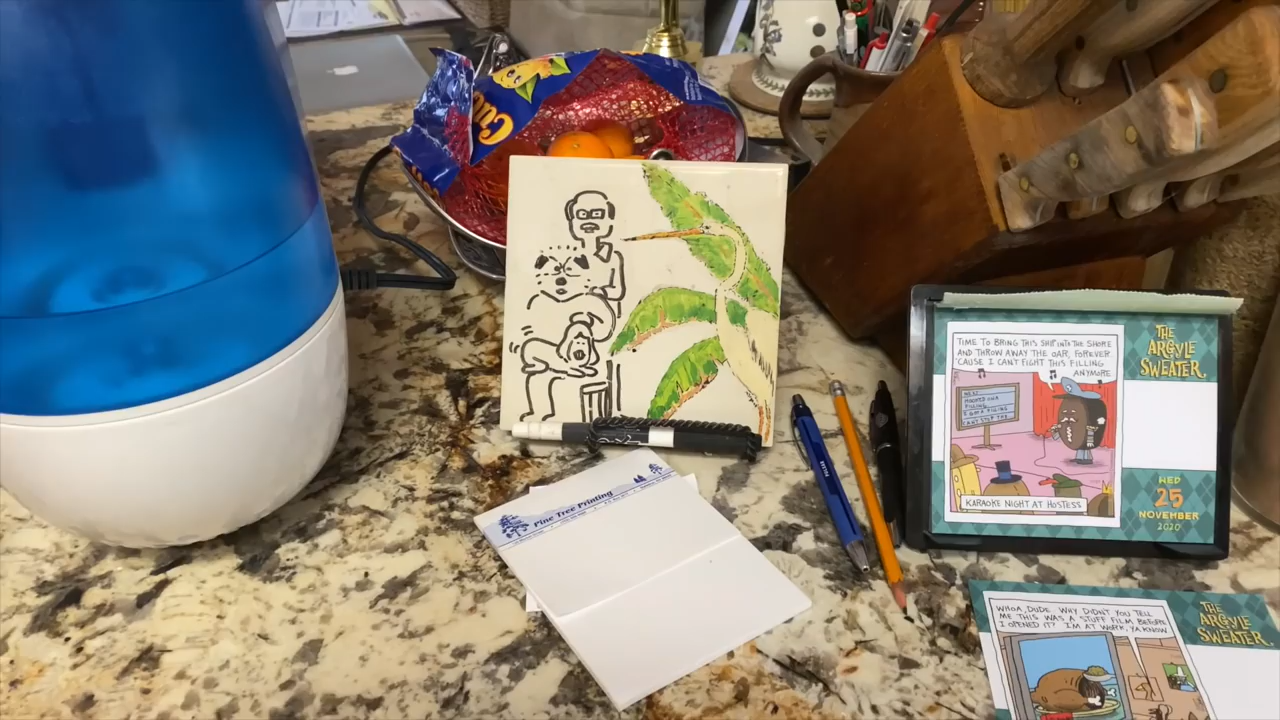 Cu
Pine Tree Printing
TIME TO BRING THIS SHIP INTO THE SHORE
AND THROW AWAY THE OAR, FOREVER
'CAUSE I CAN'T FIGHT THIS FILLING
ANYMORE
THE
ARGYLE
SWEATER
KARAOKE NIGHT AT HOSTESS
WED
25
NOVEMBER
2020
WHOA, DUDE. WHY DIDN'T YOU TELL
ME THIS WAS A STUFF FILM BEFORE
I OPENED IT? I'M AT WORK, YA KNOW
THE
ARGYLE
SWEATER